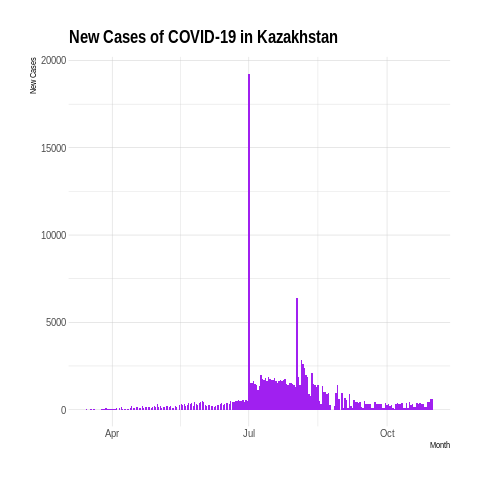 New Cases of COVID-19 in Kazakhstan
New Cases
20000
15000
10000
5000
0
Apr
Jul
Oct
Month